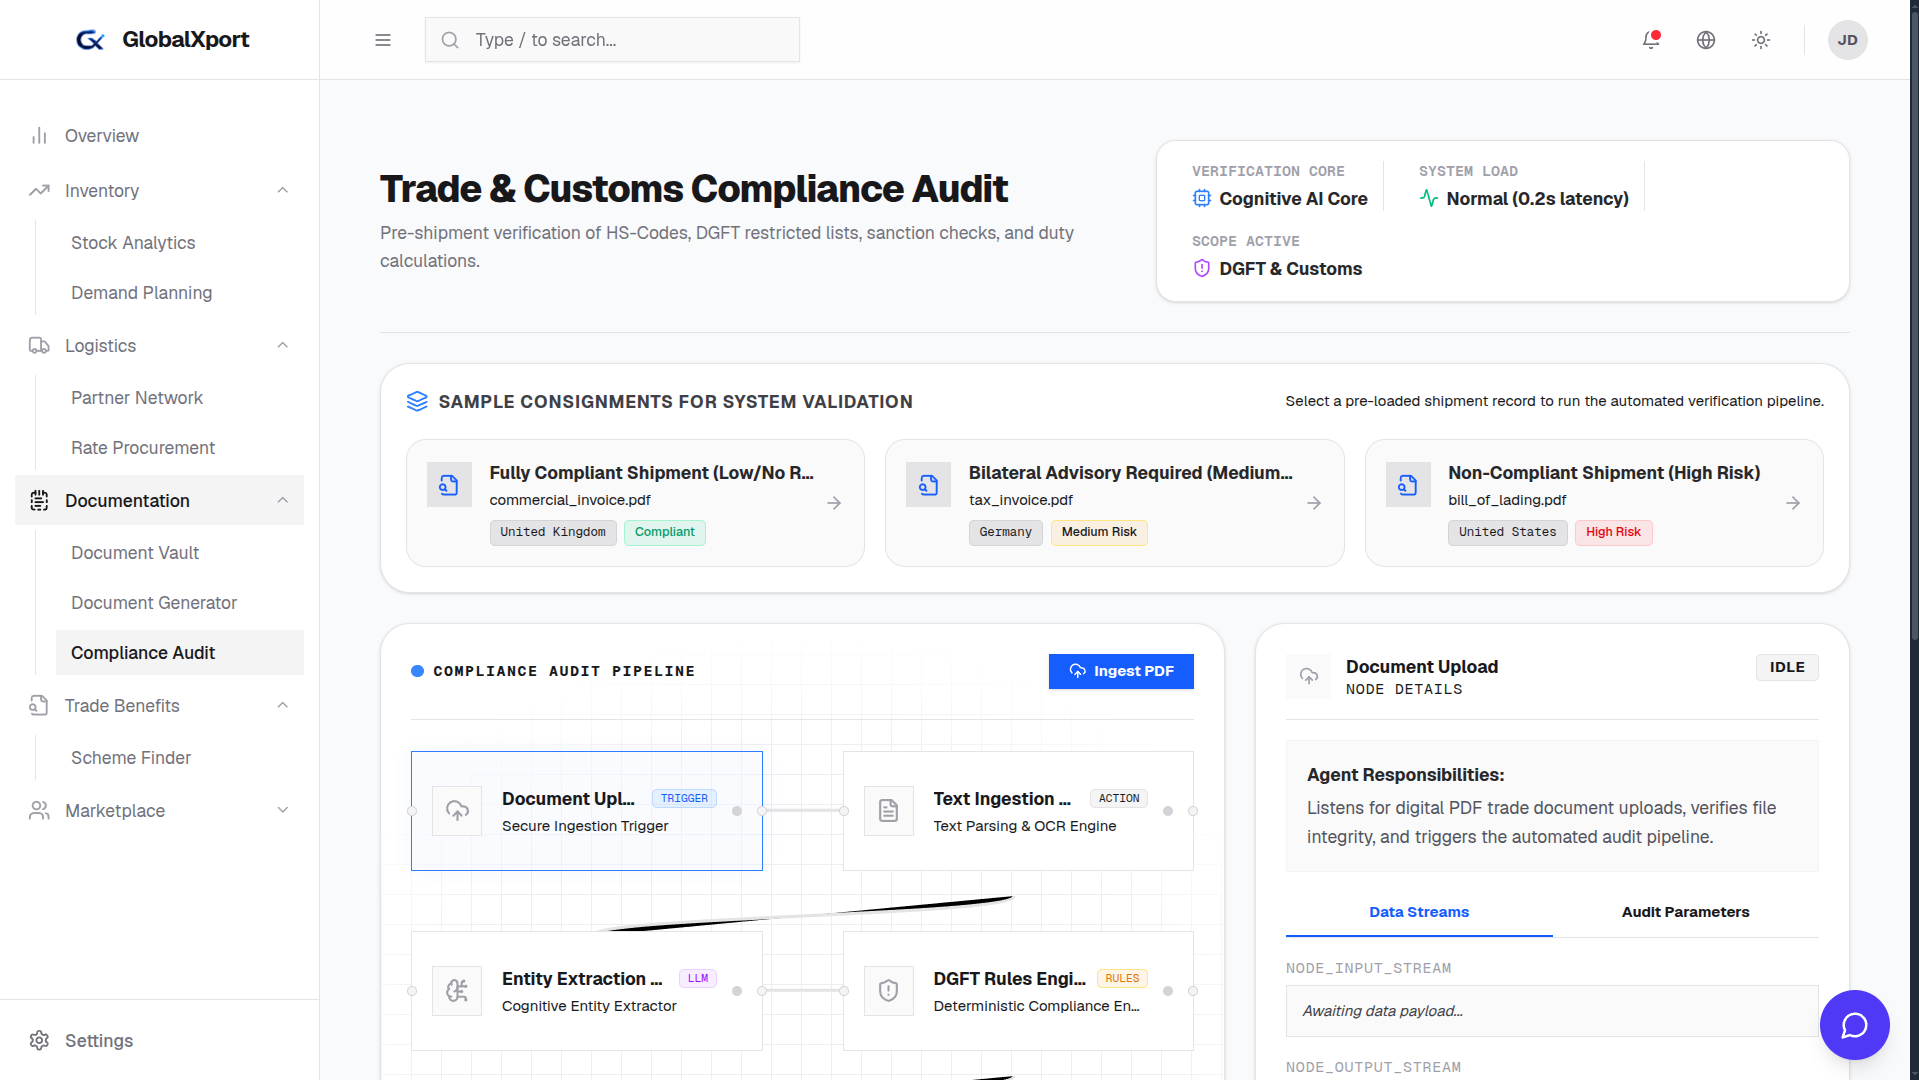 GlobalXport
Type / to search...
JD
Overview
Inventory
Stock Analytics
Demand Planning
Logistics
Partner Network
Rate Procurement
Documentation
Document Vault
Document Generator
Compliance Audit
Trade Benefits
Scheme Finder
Marketplace
Settings
Trade & Customs Compliance Audit
Pre-shipment verification of HS-Codes, DGFT restricted lists, sanction checks, and duty
calculations.
VERIFICATION CORE
Cognitive AI Core
SYSTEM LOAD
Normal (0.2s latency)
SCOPE ACTIVE
DGFT & Customs
SAMPLE CONSIGNMENTS FOR SYSTEM VALIDATION
Select a pre-loaded shipment record to run the automated verification pipeline.
Fully Compliant Shipment (Low/No R...
commercial_invoice.pdf
United Kingdom Compliant
Bilateral Advisory Required (Medium...
tax_invoice.pdf
Germany Medium Risk
Non-Compliant Shipment (High Risk)
bill_of_lading.pdf
United States High Risk
COMPLIANCE AUDIT PIPELINE
Ingest PDF
Document Upl... TRIGGER
Secure Ingestion Trigger
Text Ingestion ... ACTION
Text Parsing & OCR Engine
Entity Extraction ... LLM
Cognitive Entity Extractor
DGFT Rules Engi... RULES
Deterministic Compliance En...
Document Upload
NODE DETAILS
IDLE
Agent Responsibilities:
Listens for digital PDF trade document uploads, verifies file
integrity, and triggers the automated audit pipeline.
Data Streams
Audit Parameters
NODE_INPUT_STREAM
Awaiting data payload...
NODE_OUTPUT_STREAM